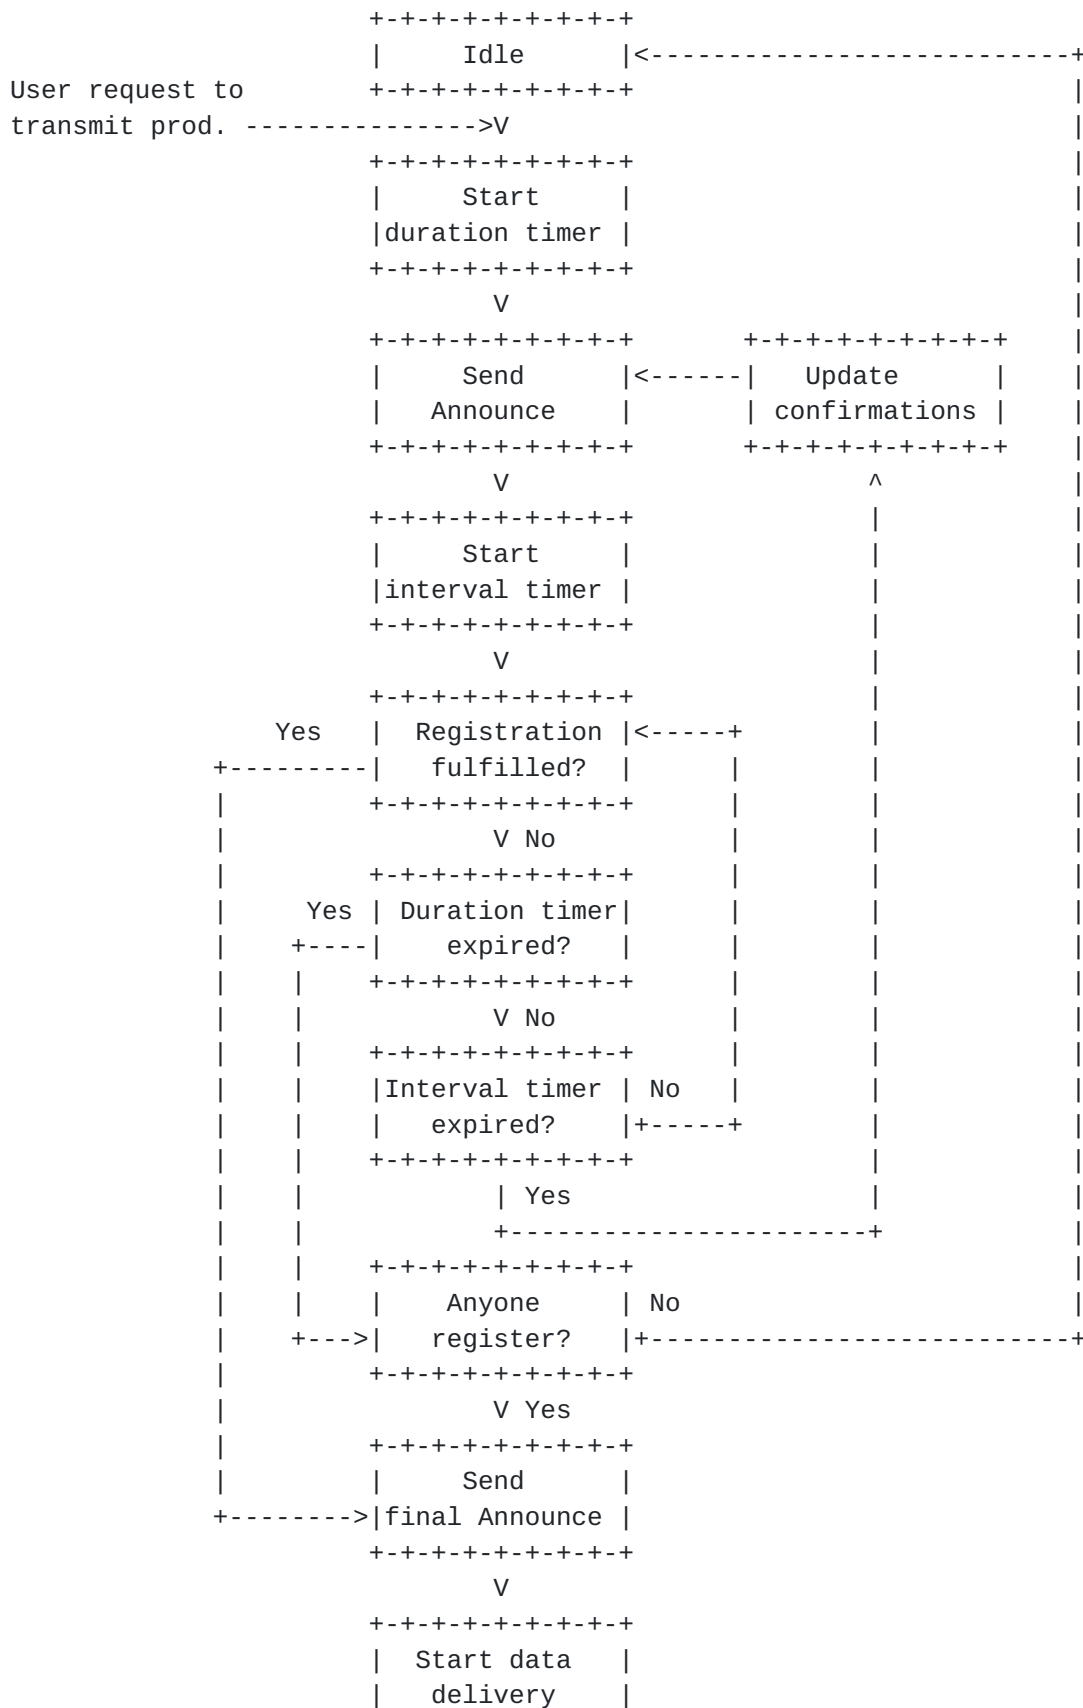 Idle
User request to
transmit prod.
Start
duration timer
Send Update
Announce confirmations
Start
interval timer
Yes Registration
fulfilled?
No
Yes Duration timer
expired?
No
Interval timer No
expired?
Yes
Anyone No
register?
Yes
Send
final Announce
Start data
delivery